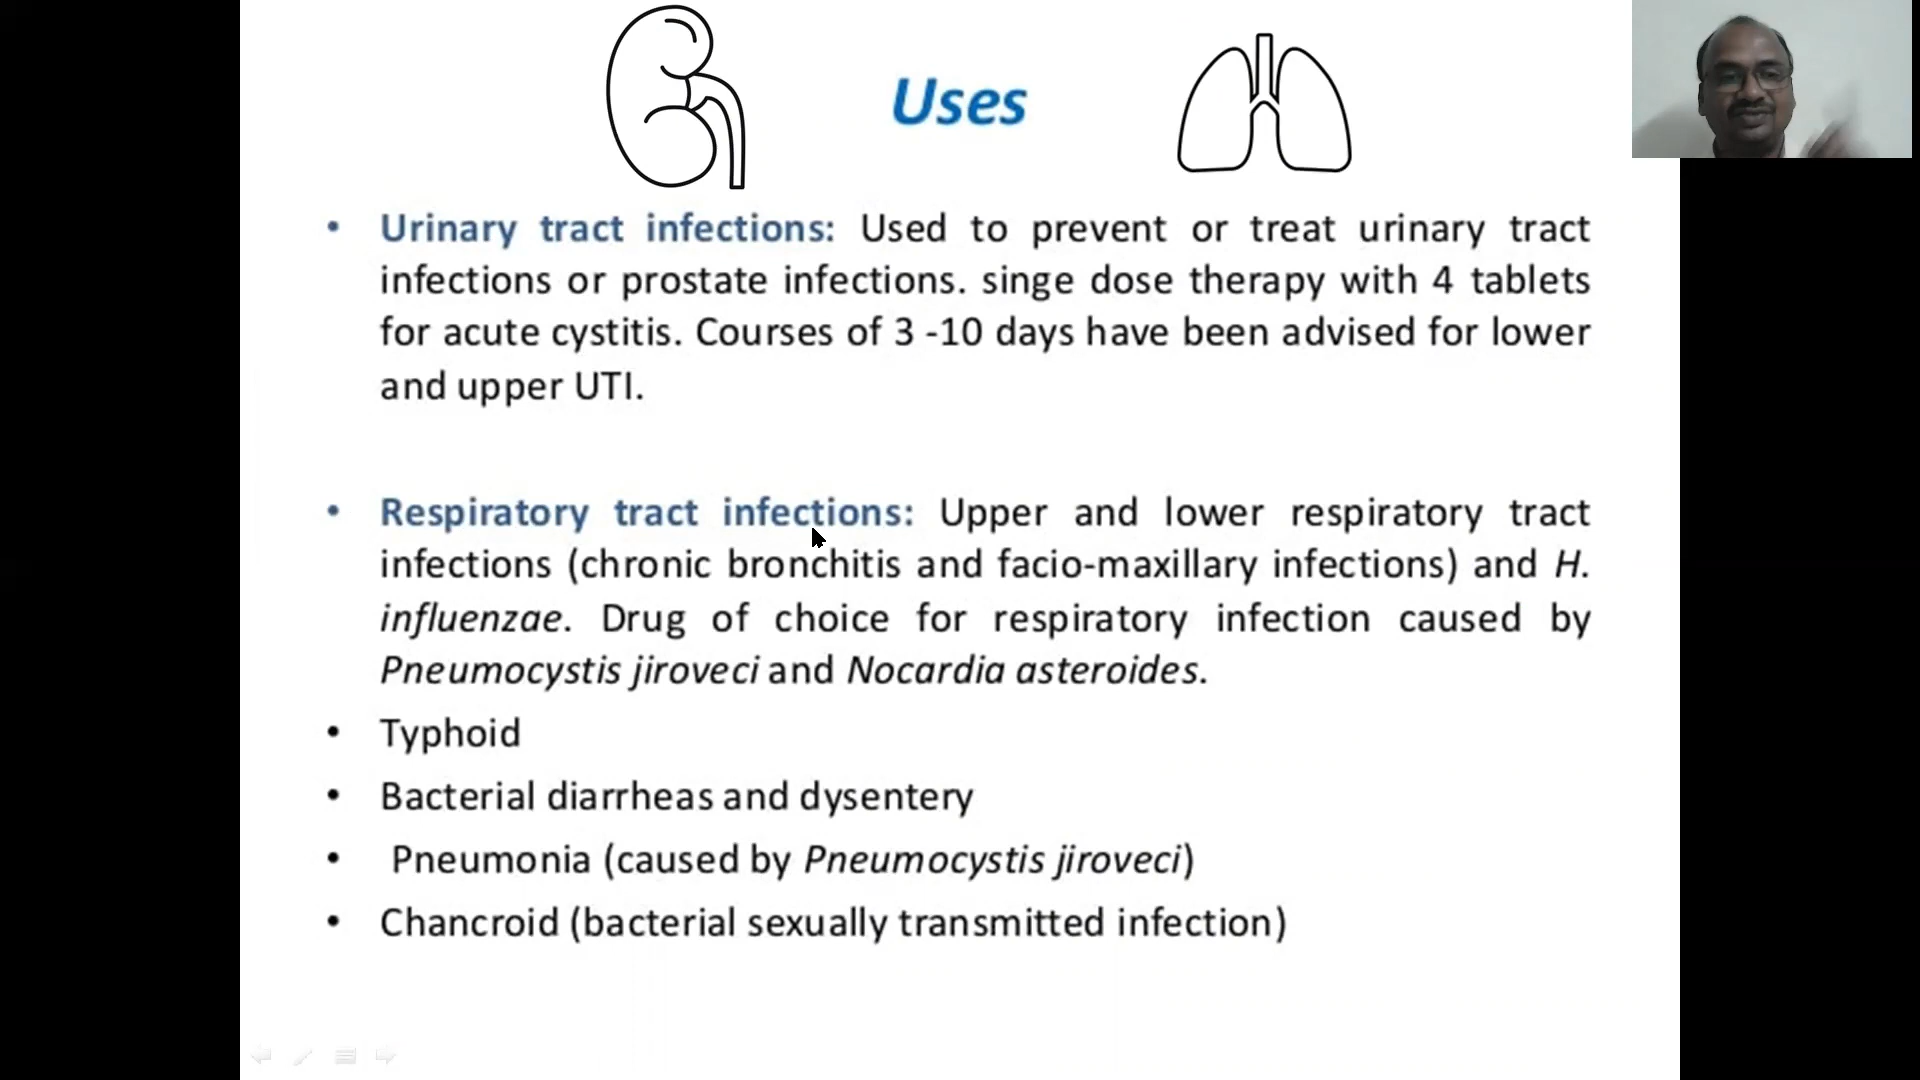 Uses
• Urinary tract infections: Used to prevent or treat urinary tract
infections or prostate infections. singe dose therapy with 4 tablets
for acute cystitis. Courses of 3 -10 days have been advised for lower
and upper UTI.
• Respiratory tract infections: Upper and lower respiratory tract
infections (chronic bronchitis and facio-maxillary infections) and H.
influenzae. Drug of choice for respiratory infection caused by
Pneumocystis jiroveci and Nocardia asteroides.
• Typhoid
• Bacterial diarrheas and dysentery
• Pneumonia (caused by Pneumocystis jiroveci)
• Chancroid (bacterial sexually transmitted infection)